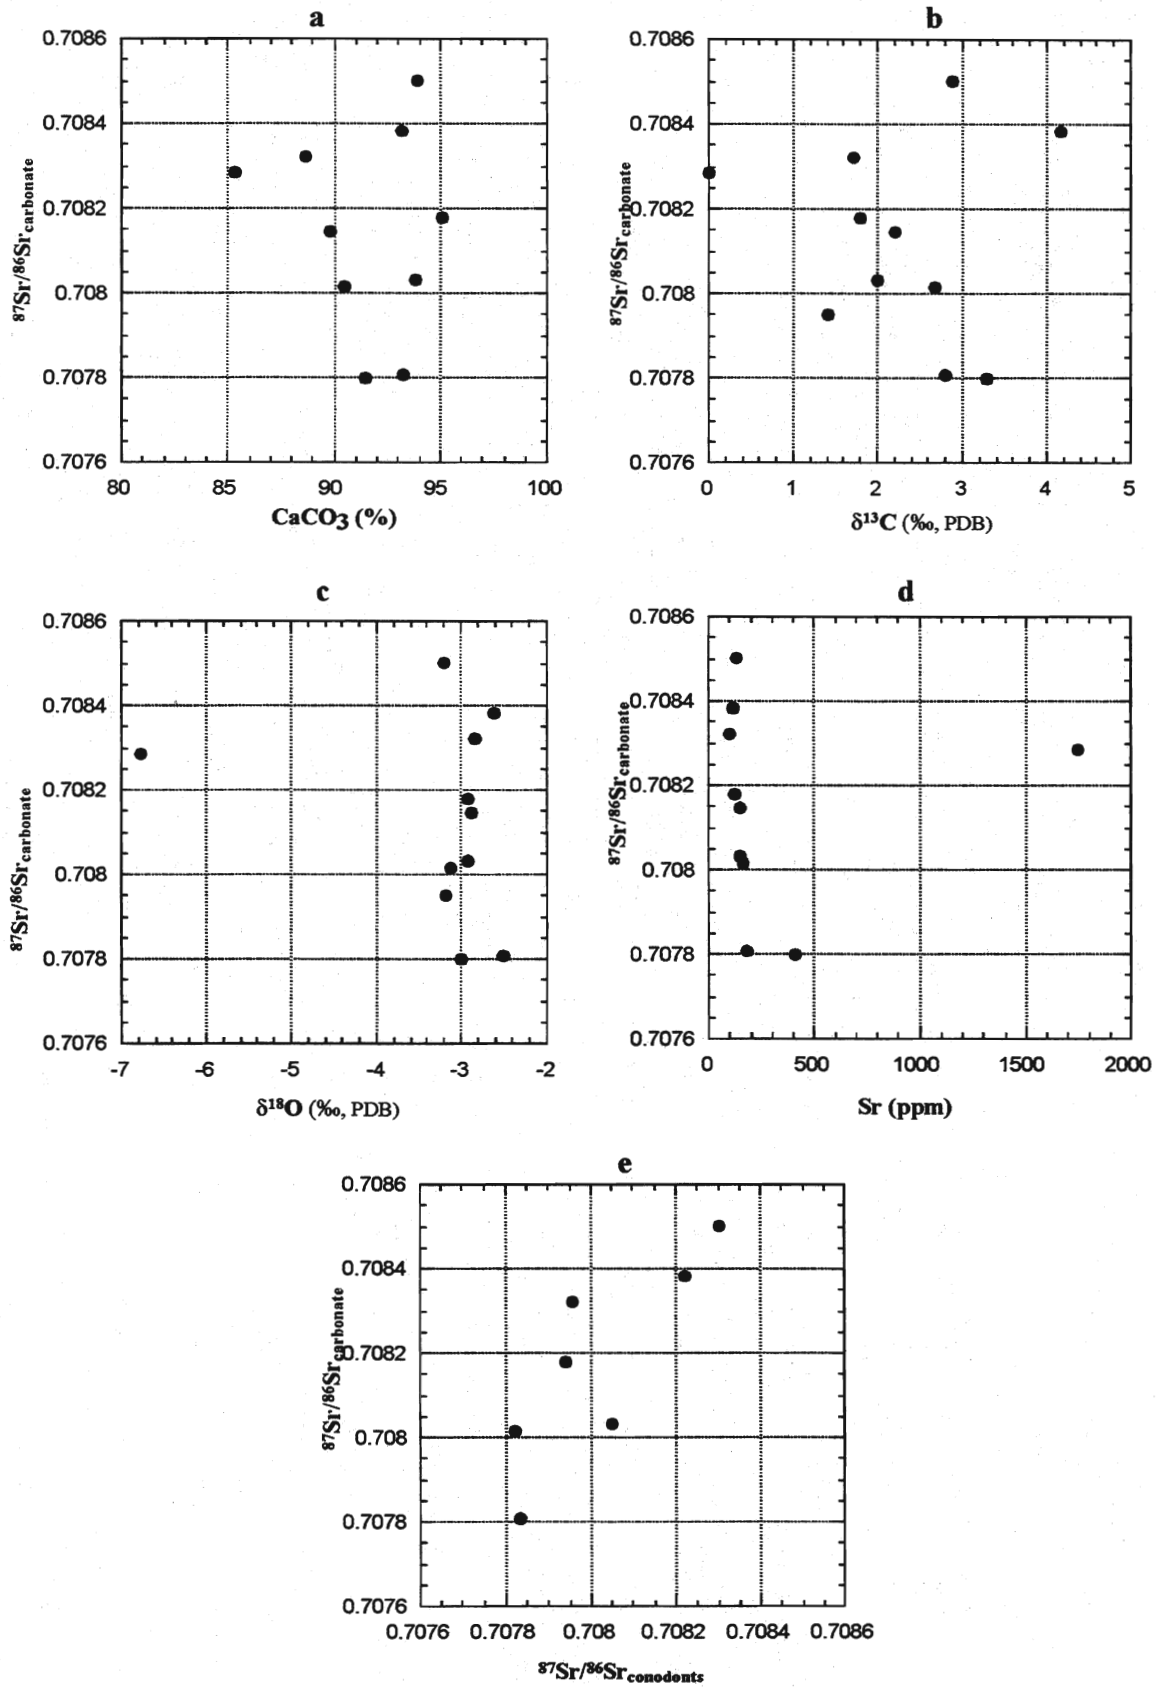 a
0.7086
0.7084
0.7082
0.708
0.7078
0.7076
87Sr/86Srcarbonate
80 85 90 95 100
CaCO3 (%)
b
0.7086
0.7084
0.7082
0.708
0.7078
0.7076
87Sr/86Srcarbonate
0 1 2 3 4 5
δ13C (‰, PDB)
c
0.7086
0.7084
0.7082
0.708
0.7078
0.7076
87Sr/86Srcarbonate
-7 -6 -5 -4 -3 -2
δ18O (‰, PDB)
d
0.7086
0.7084
0.7082
0.708
0.7078
0.7076
87Sr/86Srcarbonate
0 500 1000 1500 2000
Sr (ppm)
e
0.7086
0.7084
0.7082
0.708
0.7078
0.7076
87Sr/86Srcarbonate
0.7076 0.7078 0.708 0.7082 0.7084 0.7086
87Sr/86Srconodonts